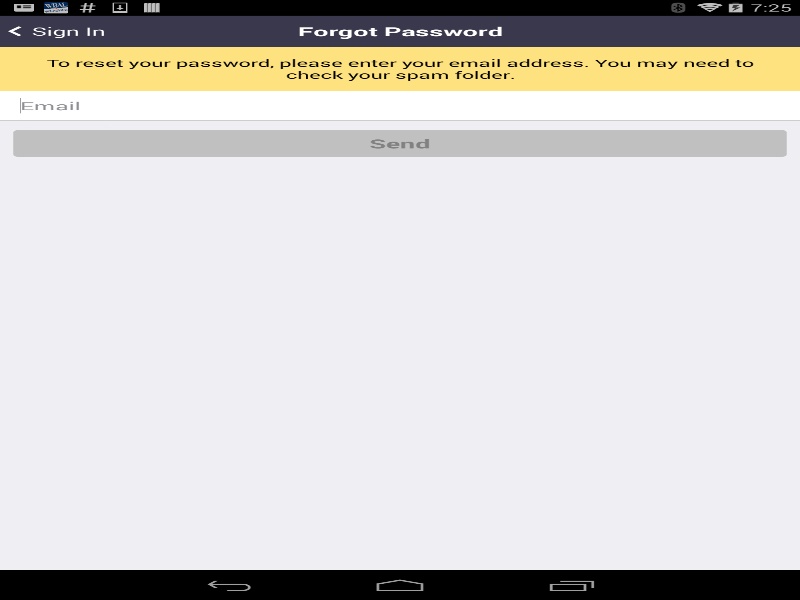 7:25
Sign In
Forgot Password
To reset your password, please enter your email address. You may need to
check your spam folder.
Email
Send